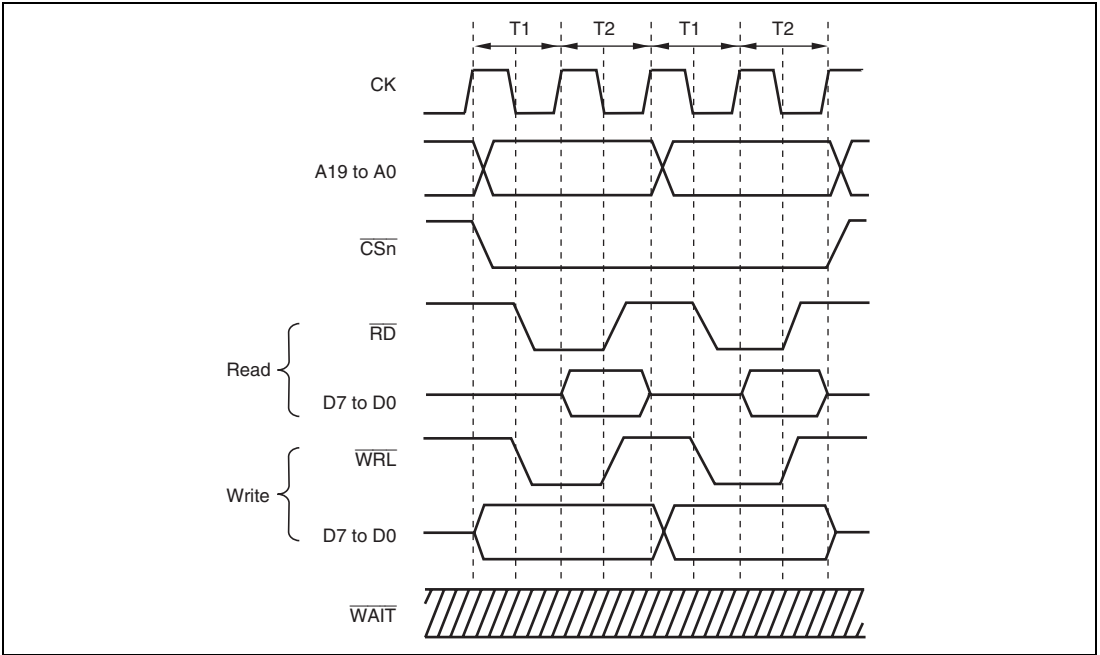 T1 T2 T1 T2
CK
A19 to A0
CSn
RD
Read
D7 to D0
WRL
Write
D7 to D0
WAIT